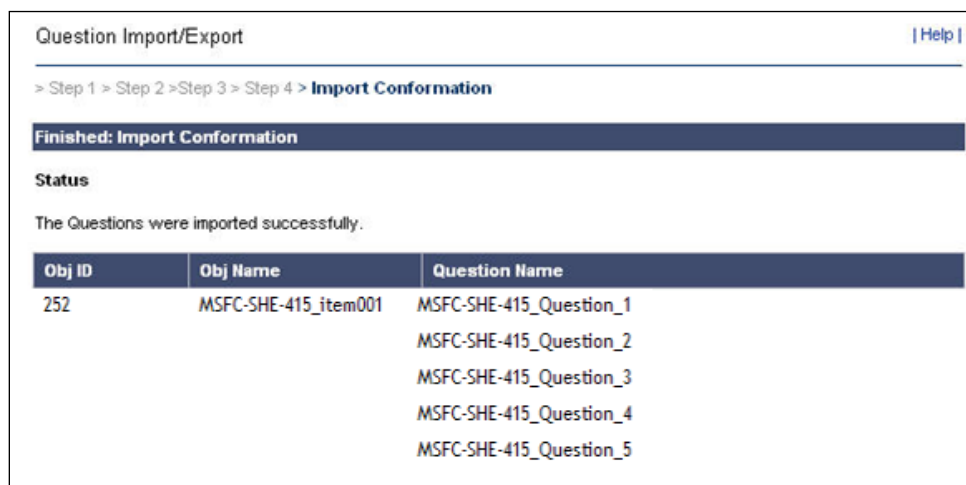 Question Import/Export | Help |
> Step 1 > Step 2 >Step 3 > Step 4 > Import Conformation
Finished: Import Conformation
Status
The Questions were imported successfully.
Obj ID Obj Name Question Name
252 MSFC-SHE-415_item001 MSFC-SHE-415_Question_1
MSFC-SHE-415_Question_2
MSFC-SHE-415_Question_3
MSFC-SHE-415_Question_4
MSFC-SHE-415_Question_5